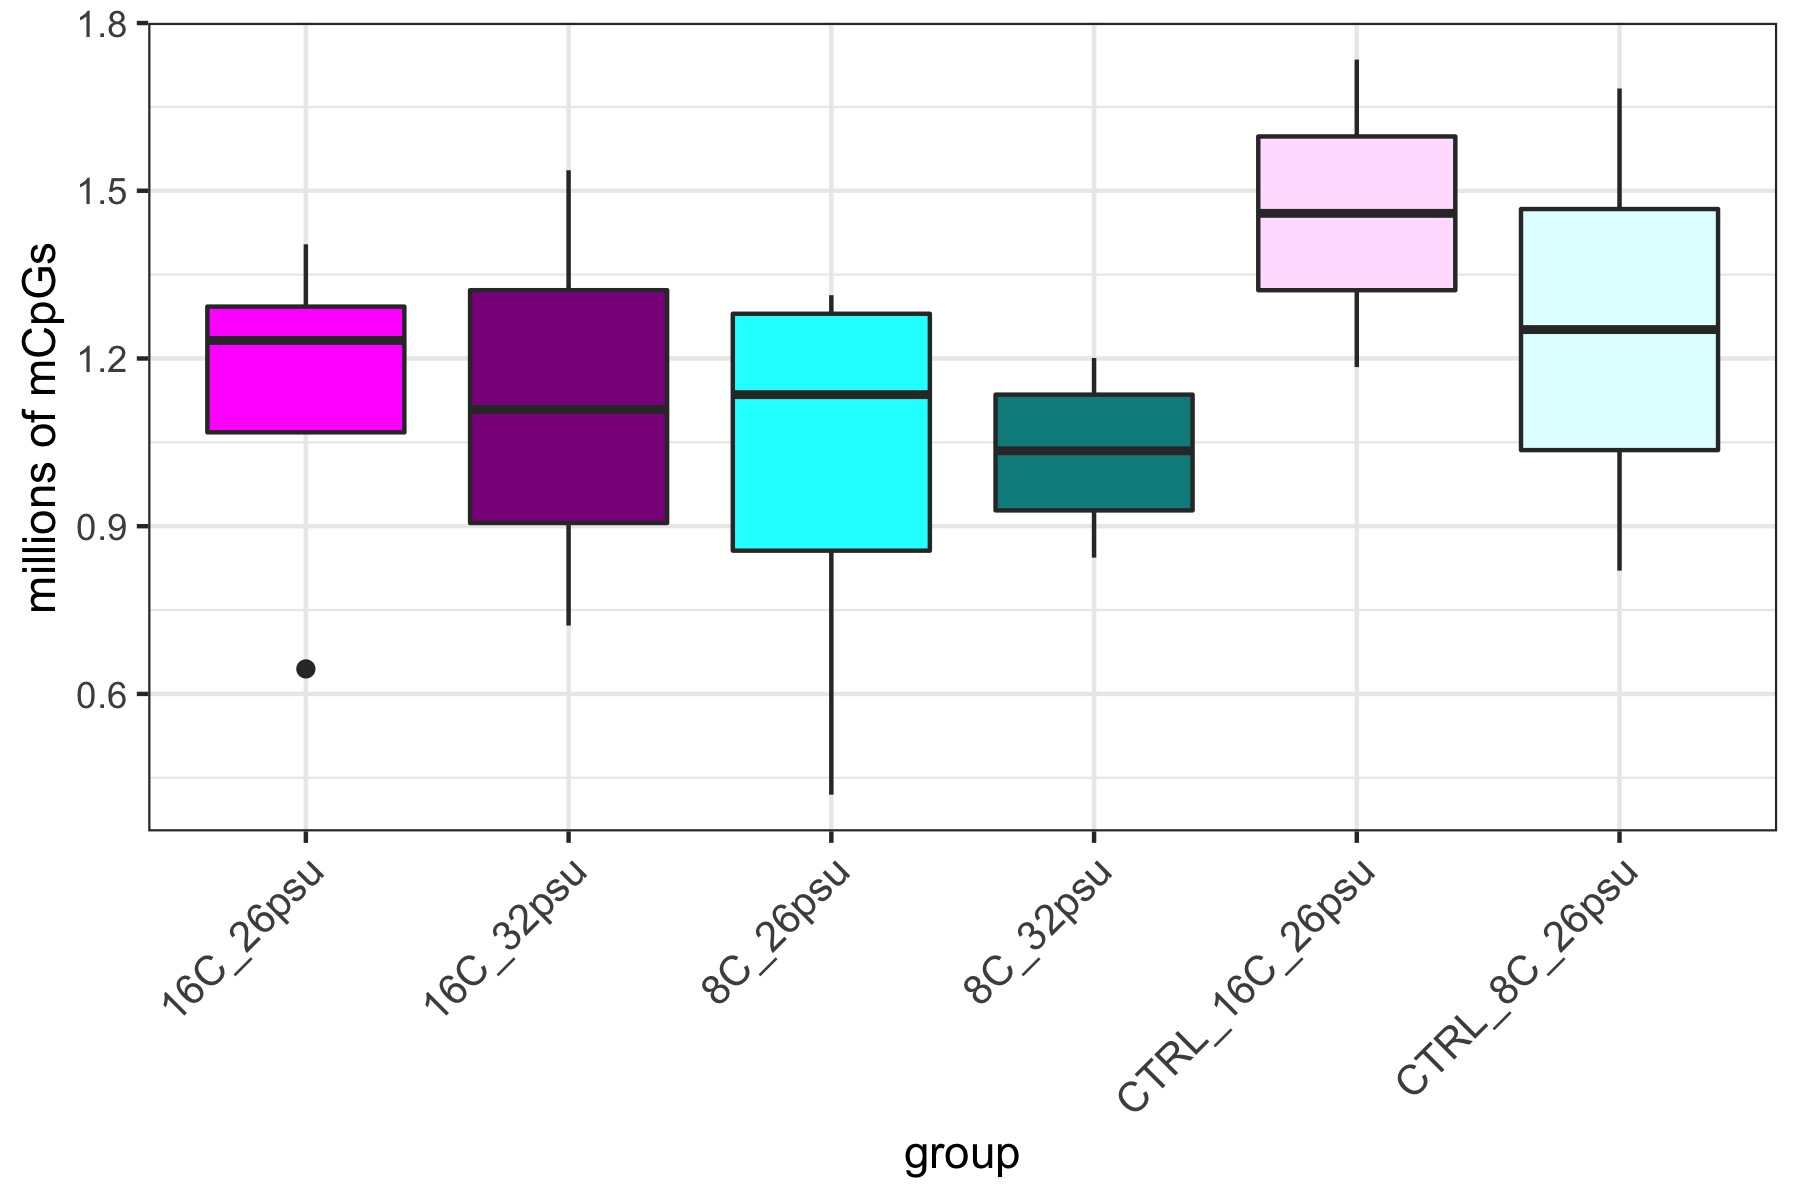 millions of mCpGs
1.8
1.5
1.2
0.9
0.6
16C_26psu
16C_32psu
8C_26psu
8C_32psu
CTRL_16C_26psu
CTRL_8C_26psu
group